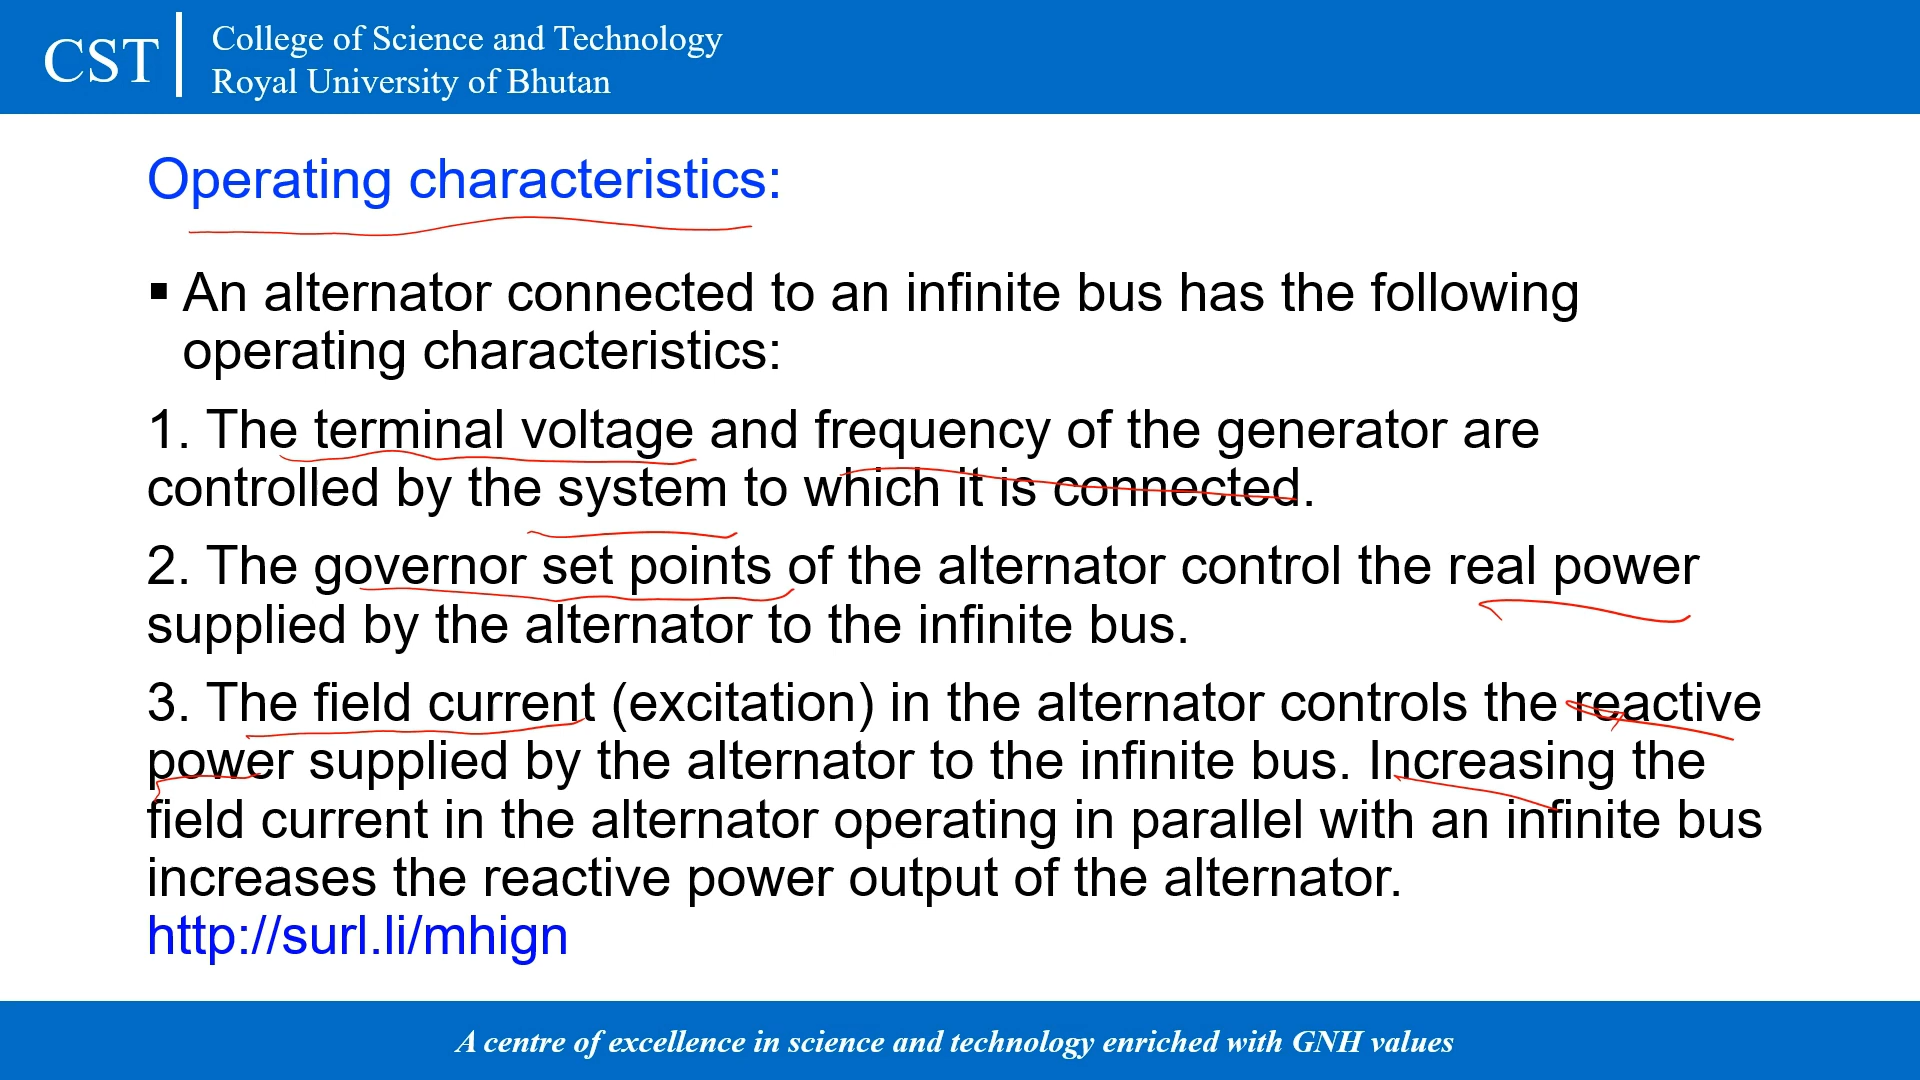 CST
College of Science and Technology
Royal University of Bhutan
Operating characteristics:
▪ An alternator connected to an infinite bus has the following
operating characteristics:
1. The terminal voltage and frequency of the generator are
controlled by the system to which it is connected.
2. The governor set points of the alternator control the real power
supplied by the alternator to the infinite bus.
3. The field current (excitation) in the alternator controls the reactive
power supplied by the alternator to the infinite bus. Increasing the
field current in the alternator operating in parallel with an infinite bus
increases the reactive power output of the alternator.
http://surl.li/mhign
A centre of excellence in science and technology enriched with GNH values